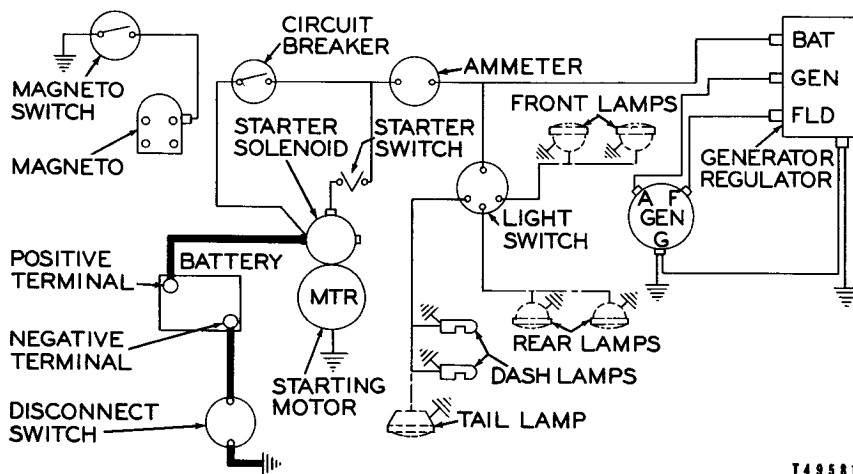 CIRCUIT
BREAKER
AMMETER
BAT
GEN
FLD
GENERATOR
REGULATOR
MAGNETO
SWITCH
MAGNETO
STARTER
SOLENOID
STARTER
SWITCH
FRONT LAMPS
LIGHT
SWITCH
A F
GEN
G
POSITIVE
TERMINAL
BATTERY
MTR
NEGATIVE
TERMINAL
STARTING
MOTOR
REAR LAMPS
DASH LAMPS
TAIL LAMP
DISCONNECT
SWITCH